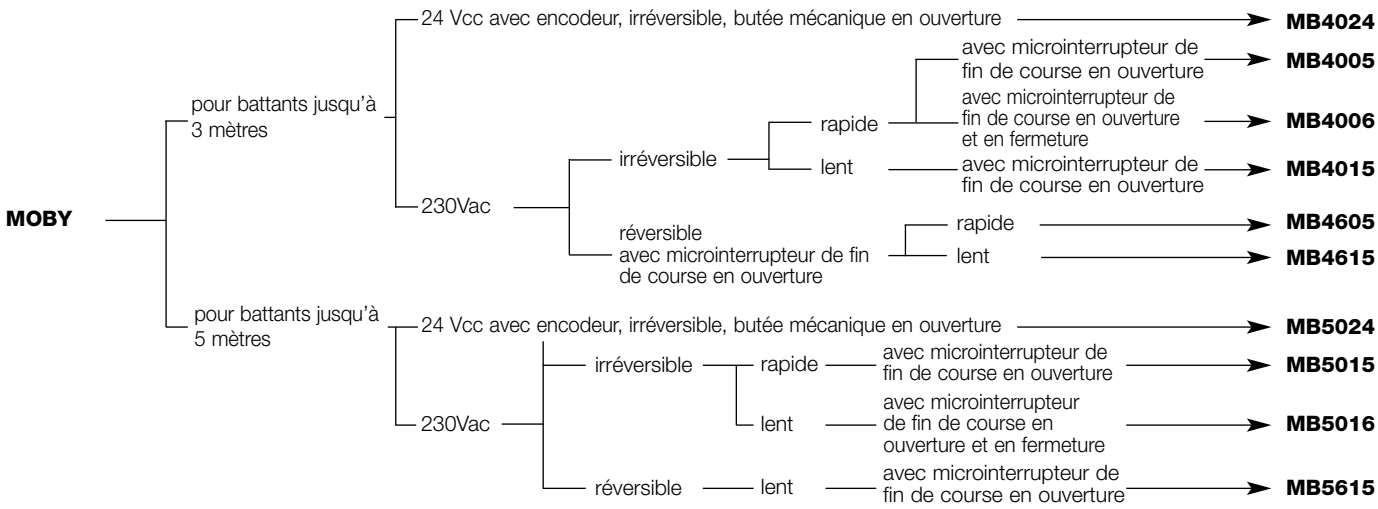 MOBY
pour battants jusqu'à
3 mètres
24 Vcc avec encodeur, irréversible, butée mécanique en ouverture
MB4024
230Vac
irréversible
rapide
avec microinterrupteur de
fin de course en ouverture
MB4005
avec microinterrupteur de
fin de course en ouverture
et en fermeture
MB4006
lent
avec microinterrupteur de
fin de course en ouverture
MB4015
réversible
avec microinterrupteur de fin
de course en ouverture
rapide
MB4605
lent
MB4615
pour battants jusqu'à
5 mètres
24 Vcc avec encodeur, irréversible, butée mécanique en ouverture
MB5024
230Vac
irréversible
rapide
avec microinterrupteur de
fin de course en ouverture
MB5015
lent
avec microinterrupteur
de fin de course en
ouverture et en fermeture
MB5016
réversible
lent
avec microinterrupteur de
fin de course en ouverture
MB5615